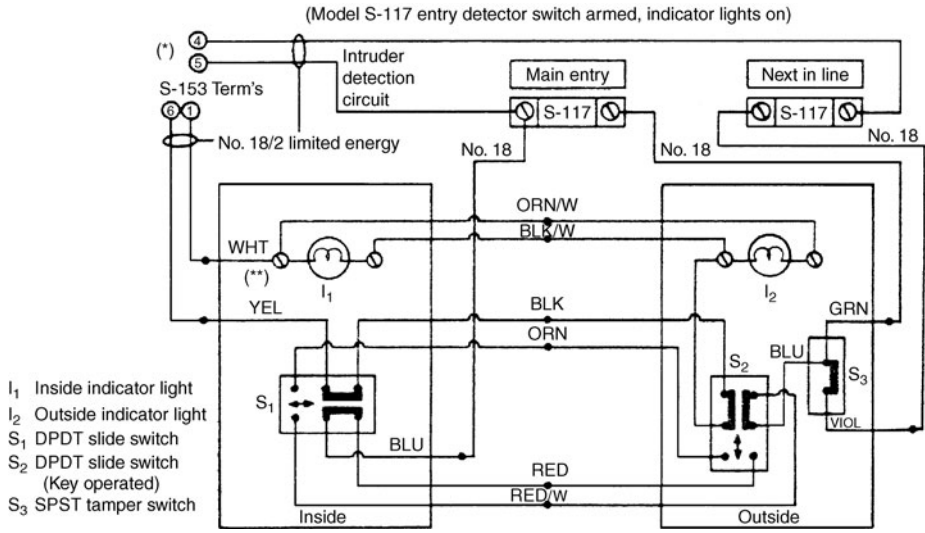 (Model S-117 entry detector switch armed, indicator lights on)
(*)
4
5
Intruder
detection
circuit
Main entry
Next in line
S-153 Term's
6 1
S-117
S-117
No. 18/2 limited energy
No. 18
No. 18
No. 18
ORN/W
BLK/W
WHT
(**)
I1
I2
YEL
BLK
GRN
ORN
BLU
S2
S1
S3
VIOL
BLU
RED
RED/W
Inside
Outside
I1 Inside indicator light
I2 Outside indicator light
S1 DPDT slide switch
S2 DPDT slide switch
(Key operated)
S3 SPST tamper switch